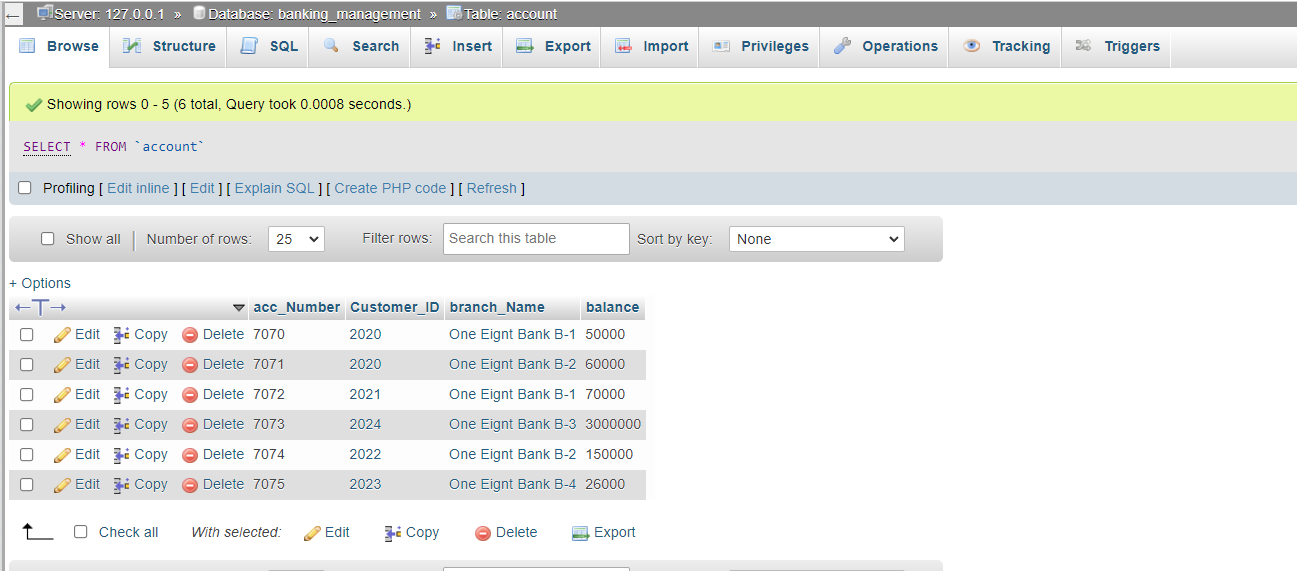 ← Server: 127.0.0.1 » Database: banking_management » Table: account
Browse Structure SQL Search Insert Export Import Privileges Operations Tracking Triggers
Showing rows 0 - 5 (6 total, Query took 0.0008 seconds.)
SELECT * FROM `account`
Profiling [ Edit inline ] [ Edit ] [ Explain SQL ] [ Create PHP code ] [ Refresh ]
Show all | Number of rows: 25 Filter rows: Search this table Sort by key: None
+ Options
←T→ acc_Number Customer_ID branch_Name balance
Edit Copy Delete 7070 2020 One Eignt Bank B-1 50000
Edit Copy Delete 7071 2020 One Eignt Bank B-2 60000
Edit Copy Delete 7072 2021 One Eignt Bank B-1 70000
Edit Copy Delete 7073 2024 One Eignt Bank B-3 3000000
Edit Copy Delete 7074 2022 One Eignt Bank B-2 150000
Edit Copy Delete 7075 2023 One Eignt Bank B-4 26000
Check all With selected: Edit Copy Delete Export